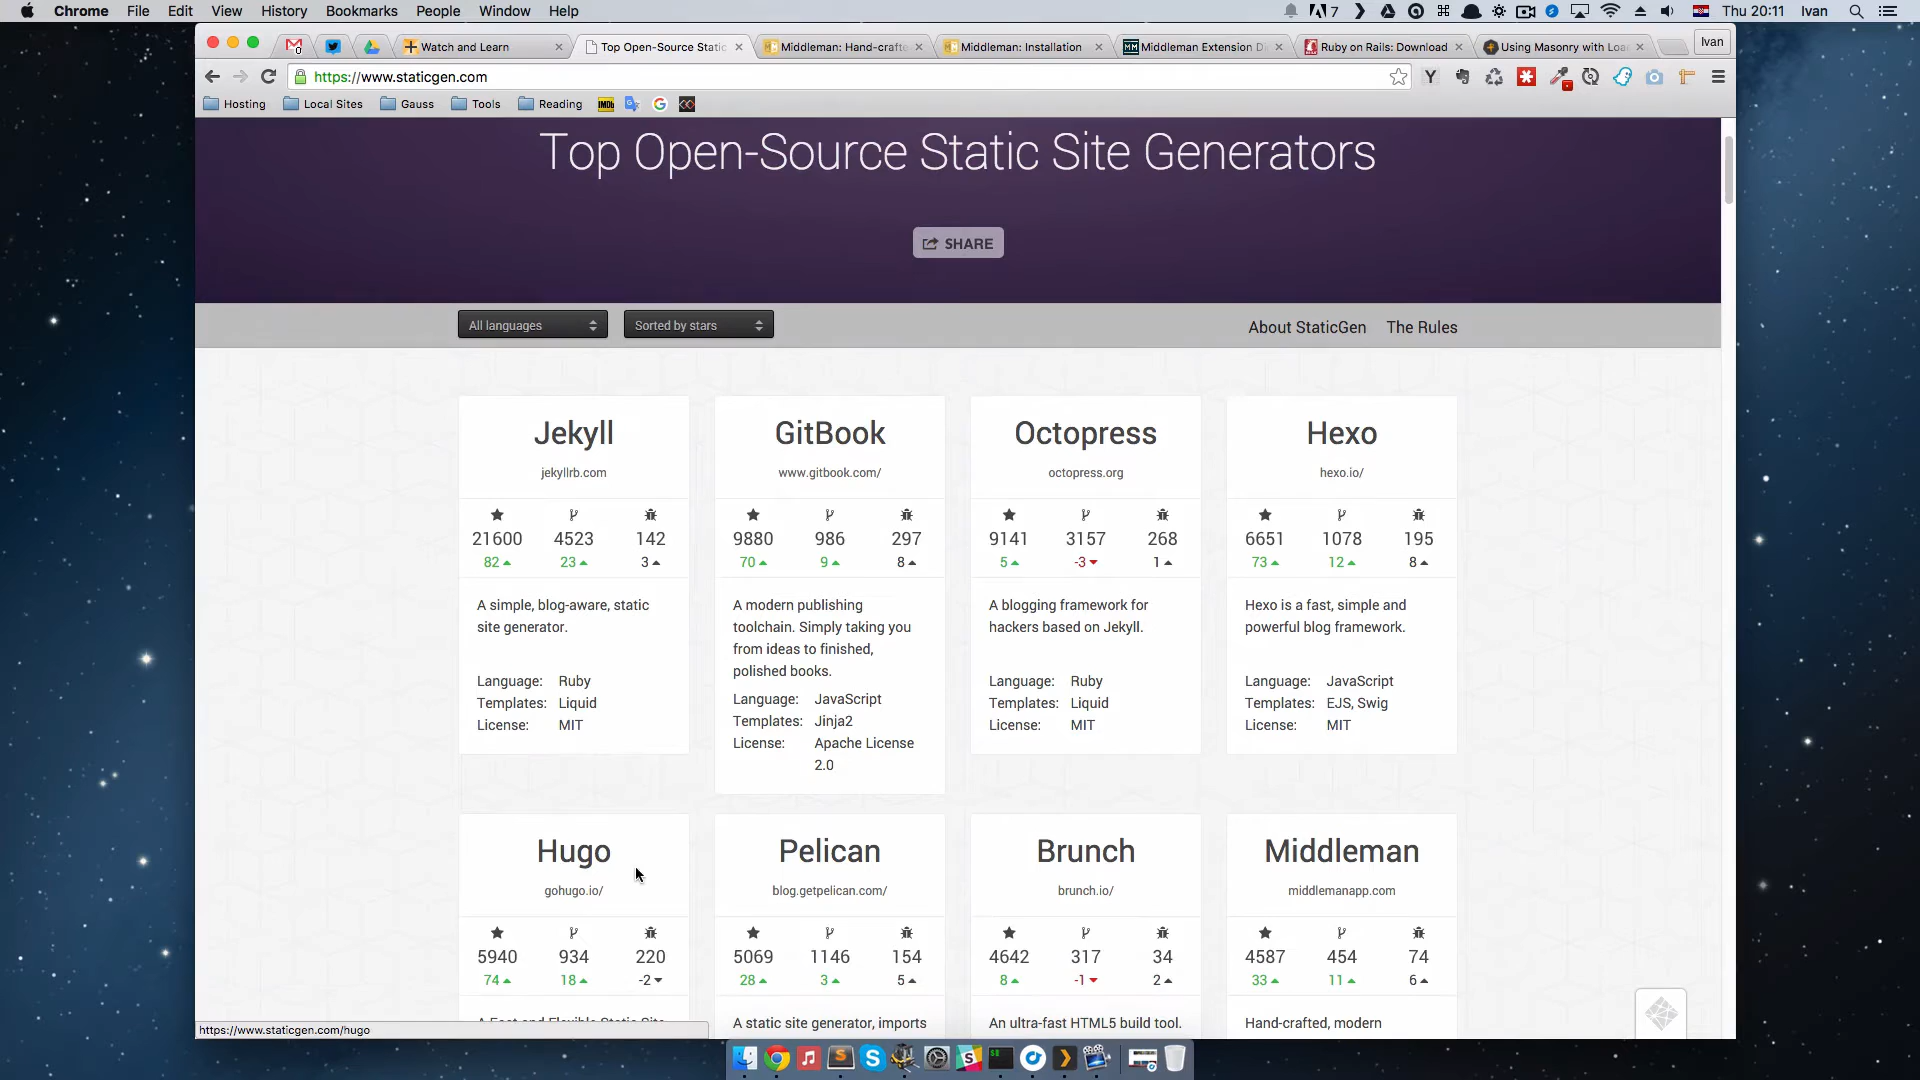 Chrome File Edit View History Bookmarks People Window Help
7
Thu 20:11 Ivan
0
Watch and Learn
Top Open-Source Static
Middleman: Hand-crafte
Middleman: Installation
Middleman Extension Di
Ruby on Rails: Download
Using Masonry with Loa
Ivan
https://www.staticgen.com
Hosting Local Sites Gauss Tools Reading
IMDb
Top Open-Source Static Site Generators
SHARE
All languages Sorted by stars About StaticGen The Rules
Jekyll
jekyllrb.com
21600 4523 142
82 23 3
A simple, blog-aware, static
site generator.
Language: Ruby
Templates: Liquid
License: MIT
GitBook
www.gitbook.com/
9880 986 297
70 9 8
A modern publishing
toolchain. Simply taking you
from ideas to finished,
polished books.
Language: JavaScript
Templates: Jinja2
License: Apache License
2.0
Octopress
octopress.org
9141 3157 268
5 -3 1
A blogging framework for
hackers based on Jekyll.
Language: Ruby
Templates: Liquid
License: MIT
Hexo
hexo.io/
6651 1078 195
73 12 8
Hexo is a fast, simple and
powerful blog framework.
Language: JavaScript
Templates: EJS, Swig
License: MIT
Hugo
gohugo.io/
5940 934 220
74 18 -2
Pelican
blog.getpelican.com/
5069 1146 154
28 3 5
A static site generator, imports
Brunch
brunch.io/
4642 317 34
8 -1 2
An ultra-fast HTML5 build tool.
Middleman
middlemanapp.com
4587 454 74
33 11 6
Hand-crafted, modern
https://www.staticgen.com/hugo